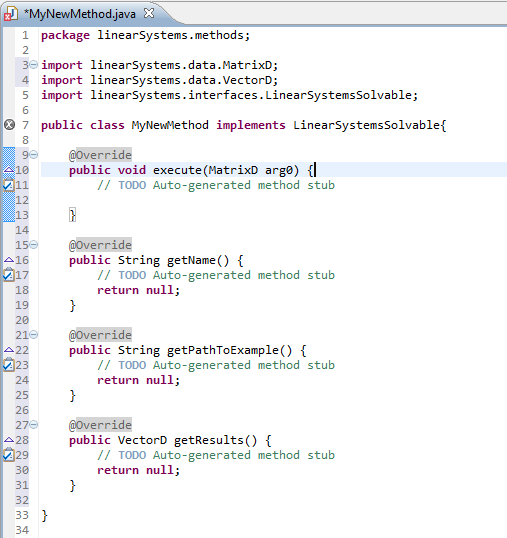 *MyNewMethod.java
1 package linearSystems.methods;
2
3 import linearSystems.data.MatrixD;
4 import linearSystems.data.VectorD;
5 import linearSystems.interfaces.LinearSystemsSolvable;
6
7 public class MyNewMethod implements LinearSystemsSolvable{
8
9     @Override
10     public void execute(MatrixD arg0) {
11         // TODO Auto-generated method stub
12
13     }
14
15     @Override
16     public String getName() {
17         // TODO Auto-generated method stub
18         return null;
19     }
20
21     @Override
22     public String getPathToExample() {
23         // TODO Auto-generated method stub
24         return null;
25     }
26
27     @Override
28     public VectorD getResults() {
29         // TODO Auto-generated method stub
30         return null;
31     }
32
33 }
34